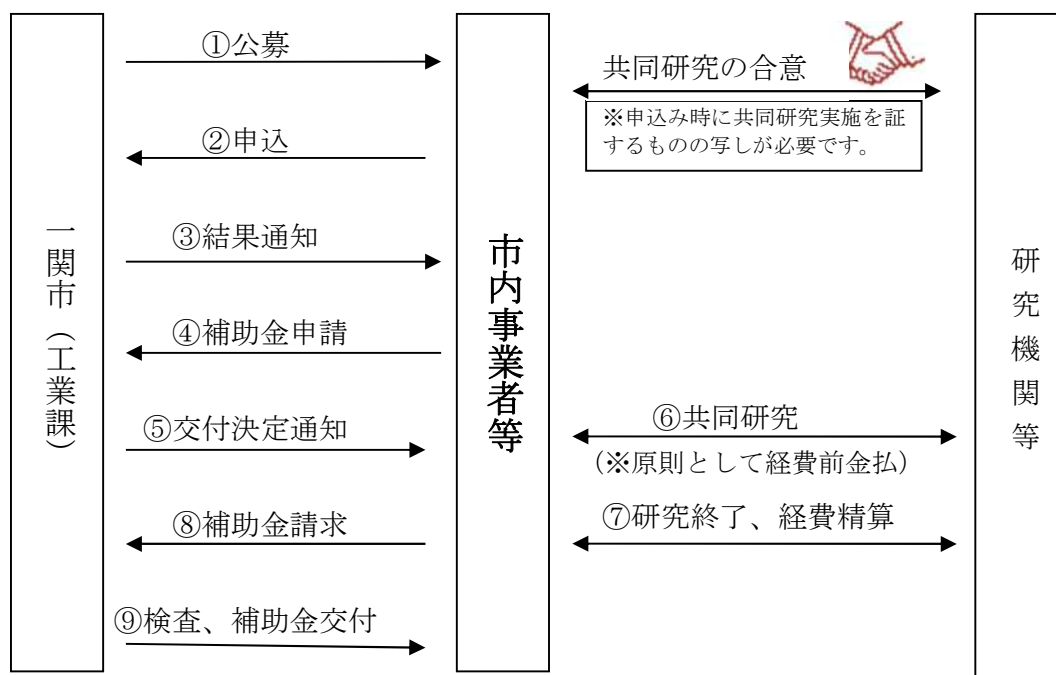 ①公募
共同研究の合意
※申込み時に共同研究実施を証
するものの写しが必要です。
②申込
一関市（工業課）
市内事業者等
研究機関等
③結果通知
④補助金申請
⑤交付決定通知
⑥共同研究
（※原則として経費前金払）
⑦研究終了、経費精算
⑧補助金請求
⑨検査、補助金交付